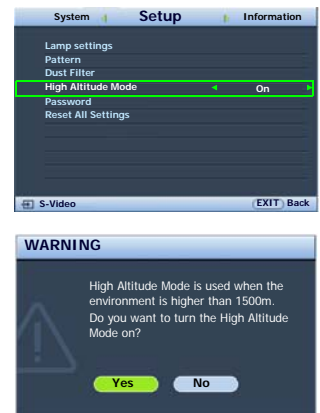 System Setup Information
Lamp settings
Pattern
Dust Filter
High Altitude Mode On
Password
Reset All Settings
S-Video EXIT Back
WARNING
High Altitude Mode is used when the
environment is higher than 1500m.
Do you want to turn the High Altitude
Mode on?
Yes No